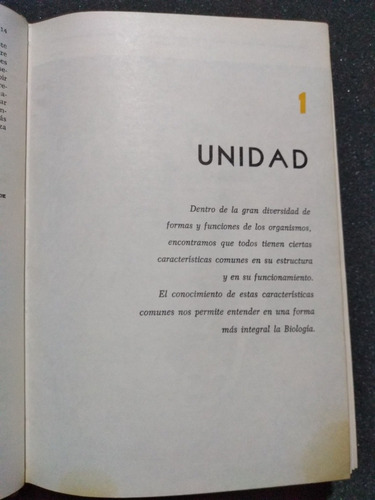 14
1
UNIDAD
Dentro de la gran diversidad de
formas y funciones de los organismos,
encontramos que todos tienen ciertas
características comunes en su estructura
y en su funcionamiento.
El conocimiento de estas características
comunes nos permite entender en una forma
más integral la Biología.